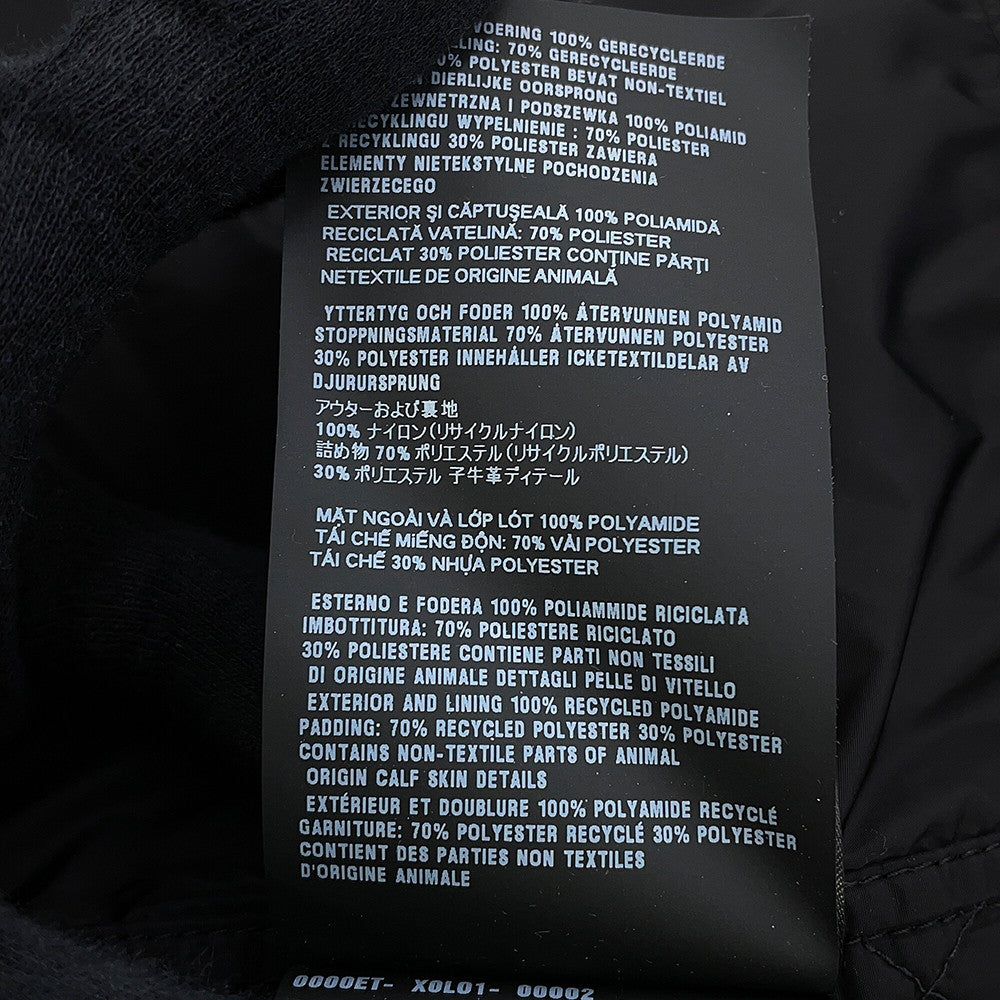 VOERING 100% GERECYCLEERDE
70% GERECYCLEERDE
POLYESTER BEVAT NON-TEXTIEL
DIERLIJKE OORSPRONG
ZEWNETRZNA I PODSZEWKA 100% POLIAMID
RECYKLINGU WYPELNIENIE : 70% POLIESTER
Z RECYKLINGU 30% POLIESTER ZAWIERA
ELEMENTY NIETEKSTYLNE POCHODZENIA
ZWIERZECEGO
EXTERIOR ŞI CĂPTUŞEALĂ 100% POLIAMIDĂ
RECICLATĂ VATELINĂ: 70% POLIESTER
RECICLAT 30% POLIESTER CONŢINE PĂRŢI
NETEXTILE DE ORIGINE ANIMALĂ
YTTERTYG OCH FODER 100% ÅTERVUNNEN POLYAMID
STOPPNINGSMATERIAL 70% ÅTERVUNNEN POLYESTER
30% POLYESTER INNEHÅLLER ICKETEXTILDELAR AV
DJURURSPRUNG
アウターおよび裏地
100% ナイロン(リサイクルナイロン)
詰め物 70% ポリエステル(リサイクルポリエステル)
30% ポリエステル 子牛革ディテール
MẶT NGOÀI VÀ LỚP LÓT 100% POLYAMIDE
TÁI CHẾ MIẾNG ĐỘN: 70% VẢI POLYESTER
TÁI CHẾ 30% NHỰA POLYESTER
ESTERNO E FODERA 100% POLIAMMIDE RICICLATA
IMBOTTITURA: 70% POLIESTERE RICICLATO
30% POLIESTERE CONTIENE PARTI NON TESSILI
DI ORIGINE ANIMALE DETTAGLI PELLE DI VITELLO
EXTERIOR AND LINING 100% RECYCLED POLYAMIDE
PADDING: 70% RECYCLED POLYESTER 30% POLYESTER
CONTAINS NON-TEXTILE PARTS OF ANIMAL
ORIGIN CALF SKIN DETAILS
EXTÉRIEUR ET DOUBLURE 100% POLYAMIDE RECYCLÉ
GARNITURE: 70% POLYESTER RECYCLÉ 30% POLYESTER
CONTIENT DES PARTIES NON TEXTILES
D'ORIGINE ANIMALE
0000ET- X0L01- 00002